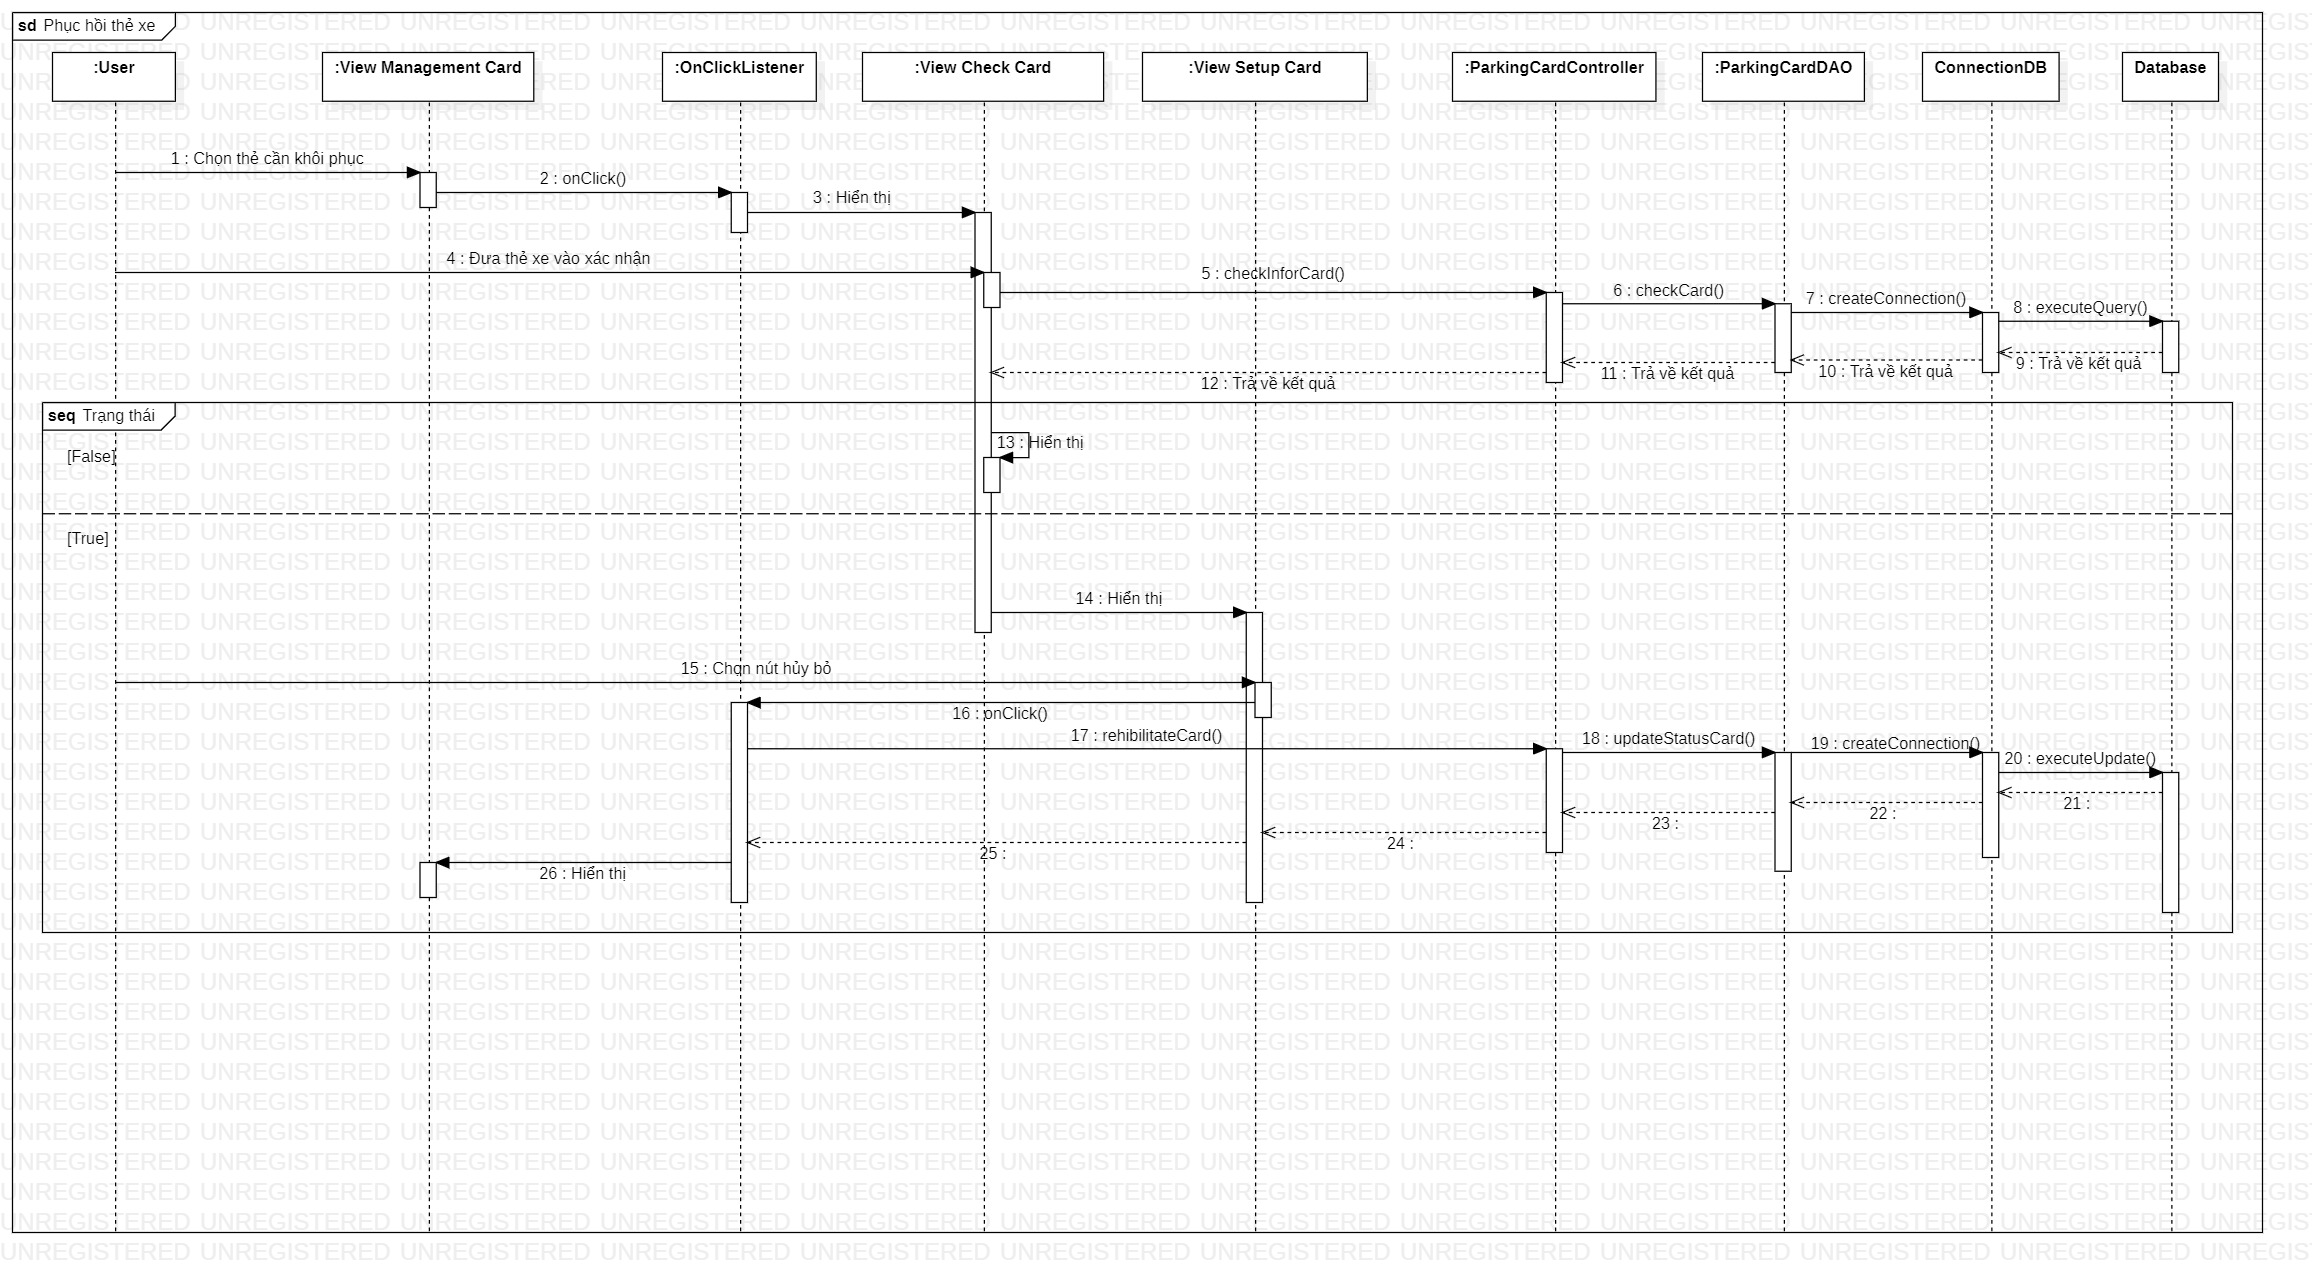 sd Phục hồi thẻ xe
:User
:View Management Card
:OnClickListener
:View Check Card
:View Setup Card
:ParkingCardController
:ParkingCardDAO
ConnectionDB
Database
1 : Chọn thẻ cần khôi phục
2 : onClick()
3 : Hiển thị
4 : Đưa thẻ xe vào xác nhận
5 : checkInforCard()
6 : checkCard()
7 : createConnection()
8 : executeQuery()
9 : Trả về kết quả
10 : Trả về kết quả
11 : Trả về kết quả
12 : Trả về kết quả
seq Trạng thái
[False]
13 : Hiển thị
[True]
14 : Hiển thị
15 : Chọn nút hủy bỏ
16 : onClick()
17 : rehibilitateCard()
18 : updateStatusCard()
19 : createConnection()
20 : executeUpdate()
21 :
22 :
23 :
24 :
25 :
26 : Hiển thị
UNREGISTERED